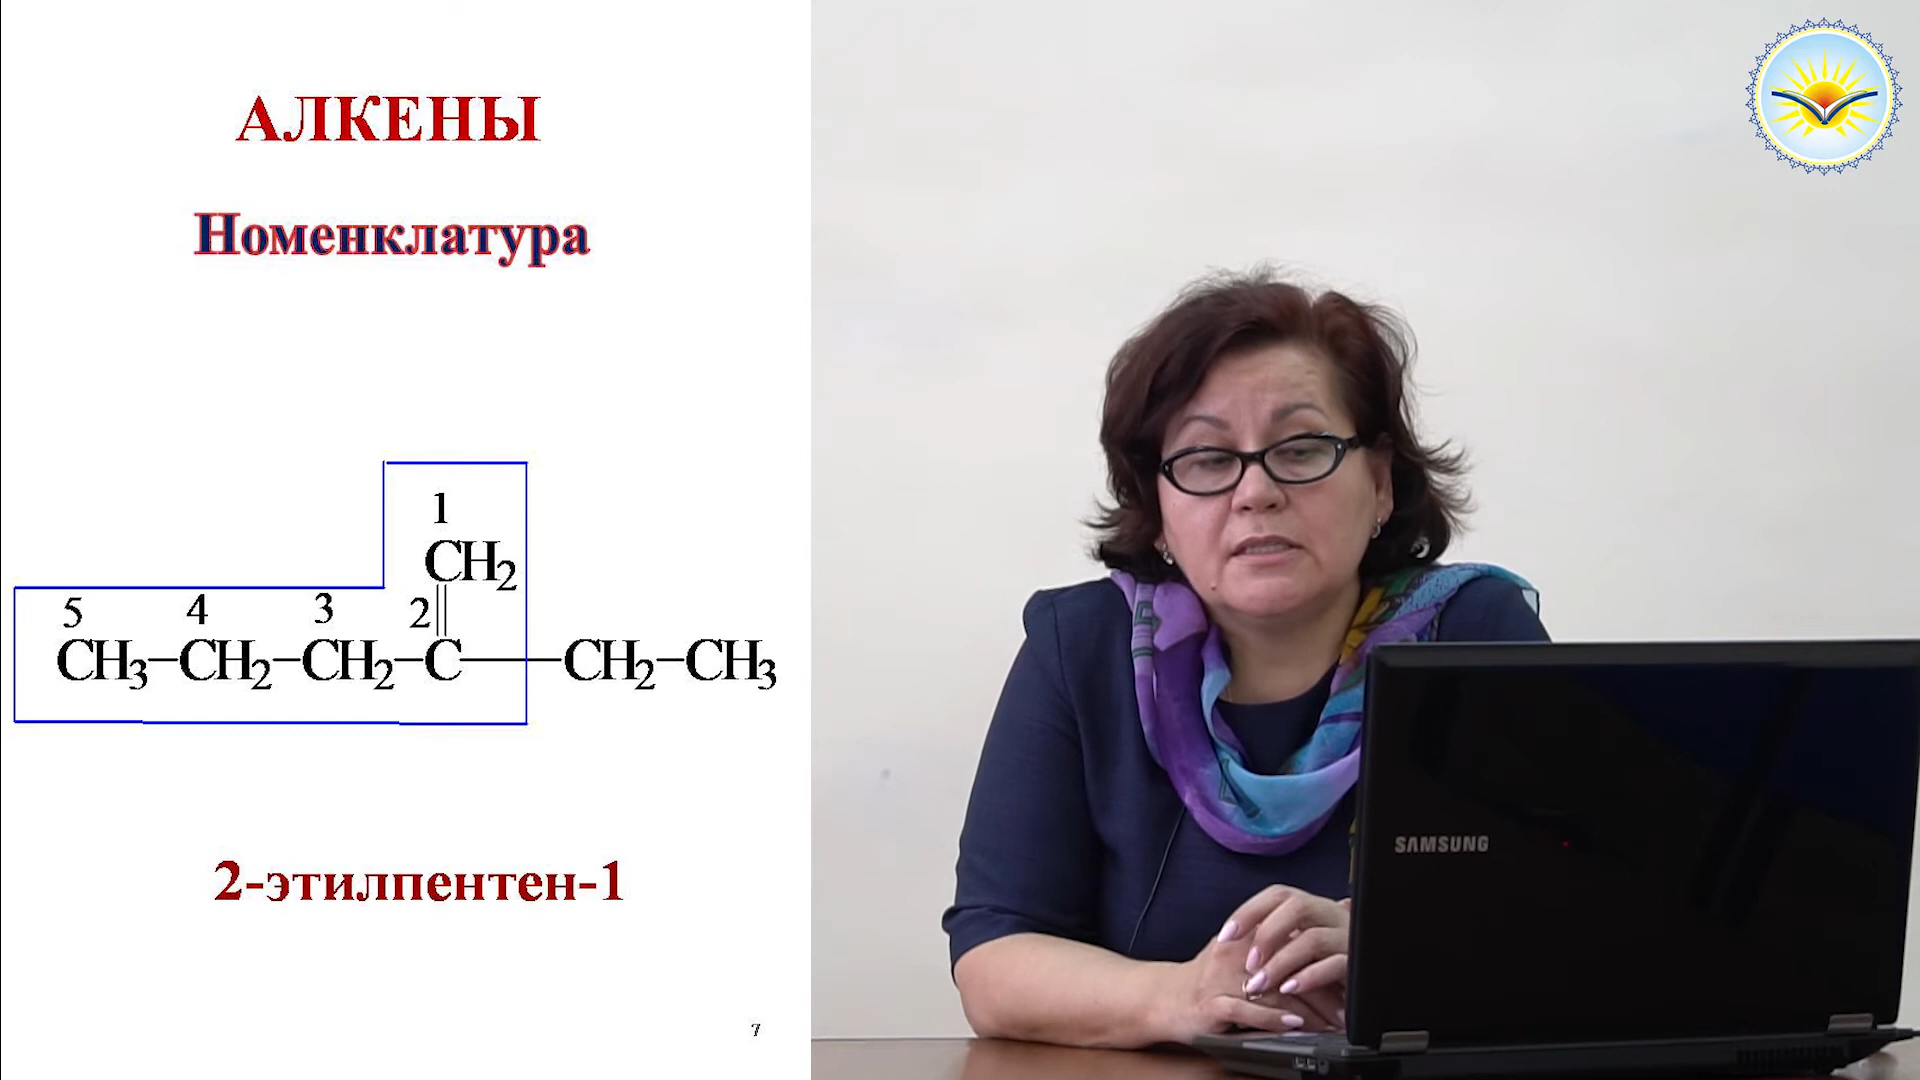 АЛКЕНЫ
Номенклатура
1
CH2
5 4 3 2
CH3–CH2–CH2–C—CH2–CH3
2-этилпентен-1
7
SAMSUNG